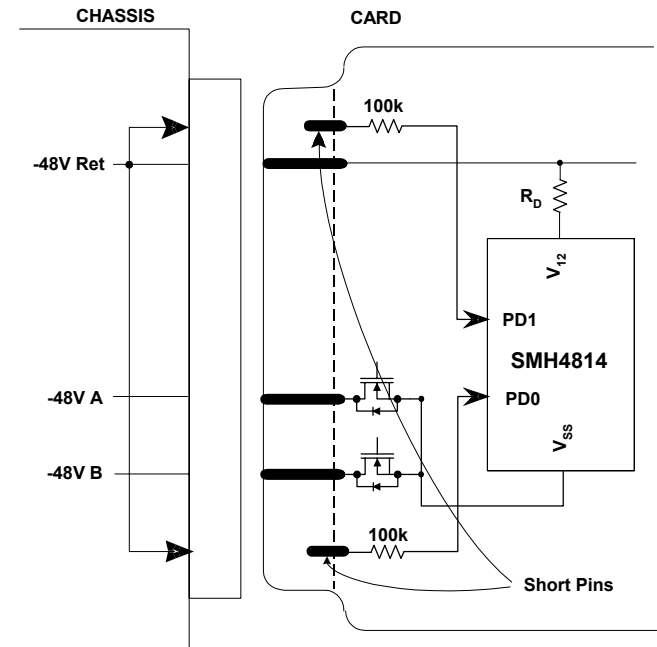 CHASSIS
CARD
100k
-48V Ret
R_D
V_12
PD1
SMH4814
-48V A
PD0
V_SS
-48V B
100k
Short Pins